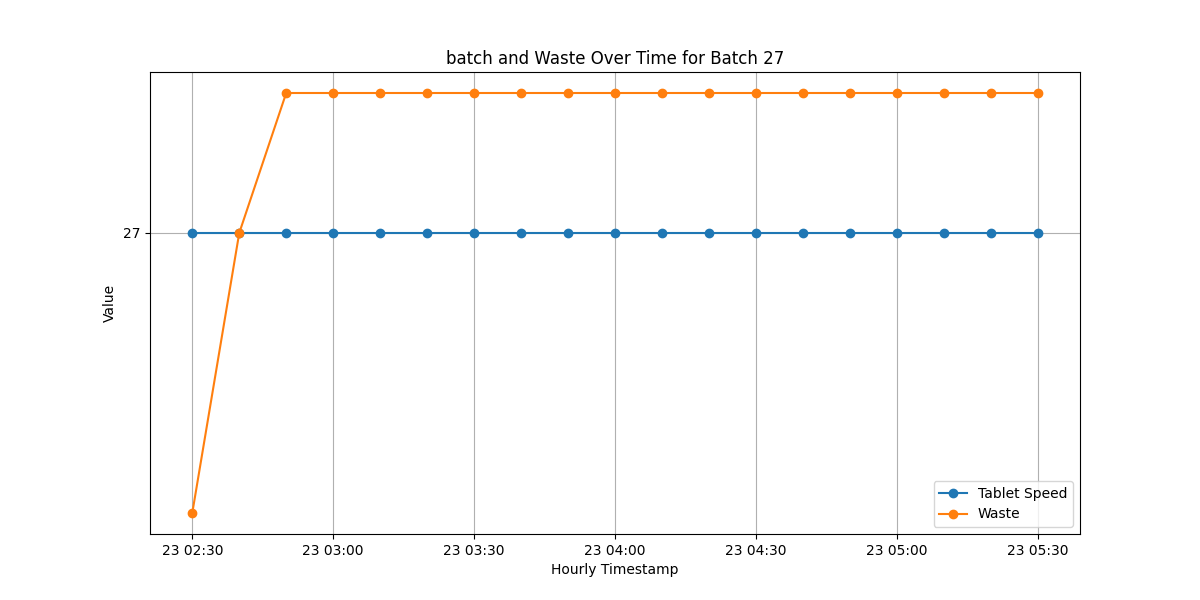 batch and Waste Over Time for Batch 27
27
Value
Tablet Speed
Waste
23 02:30 23 03:00 23 03:30 23 04:00 23 04:30 23 05:00 23 05:30
Hourly Timestamp